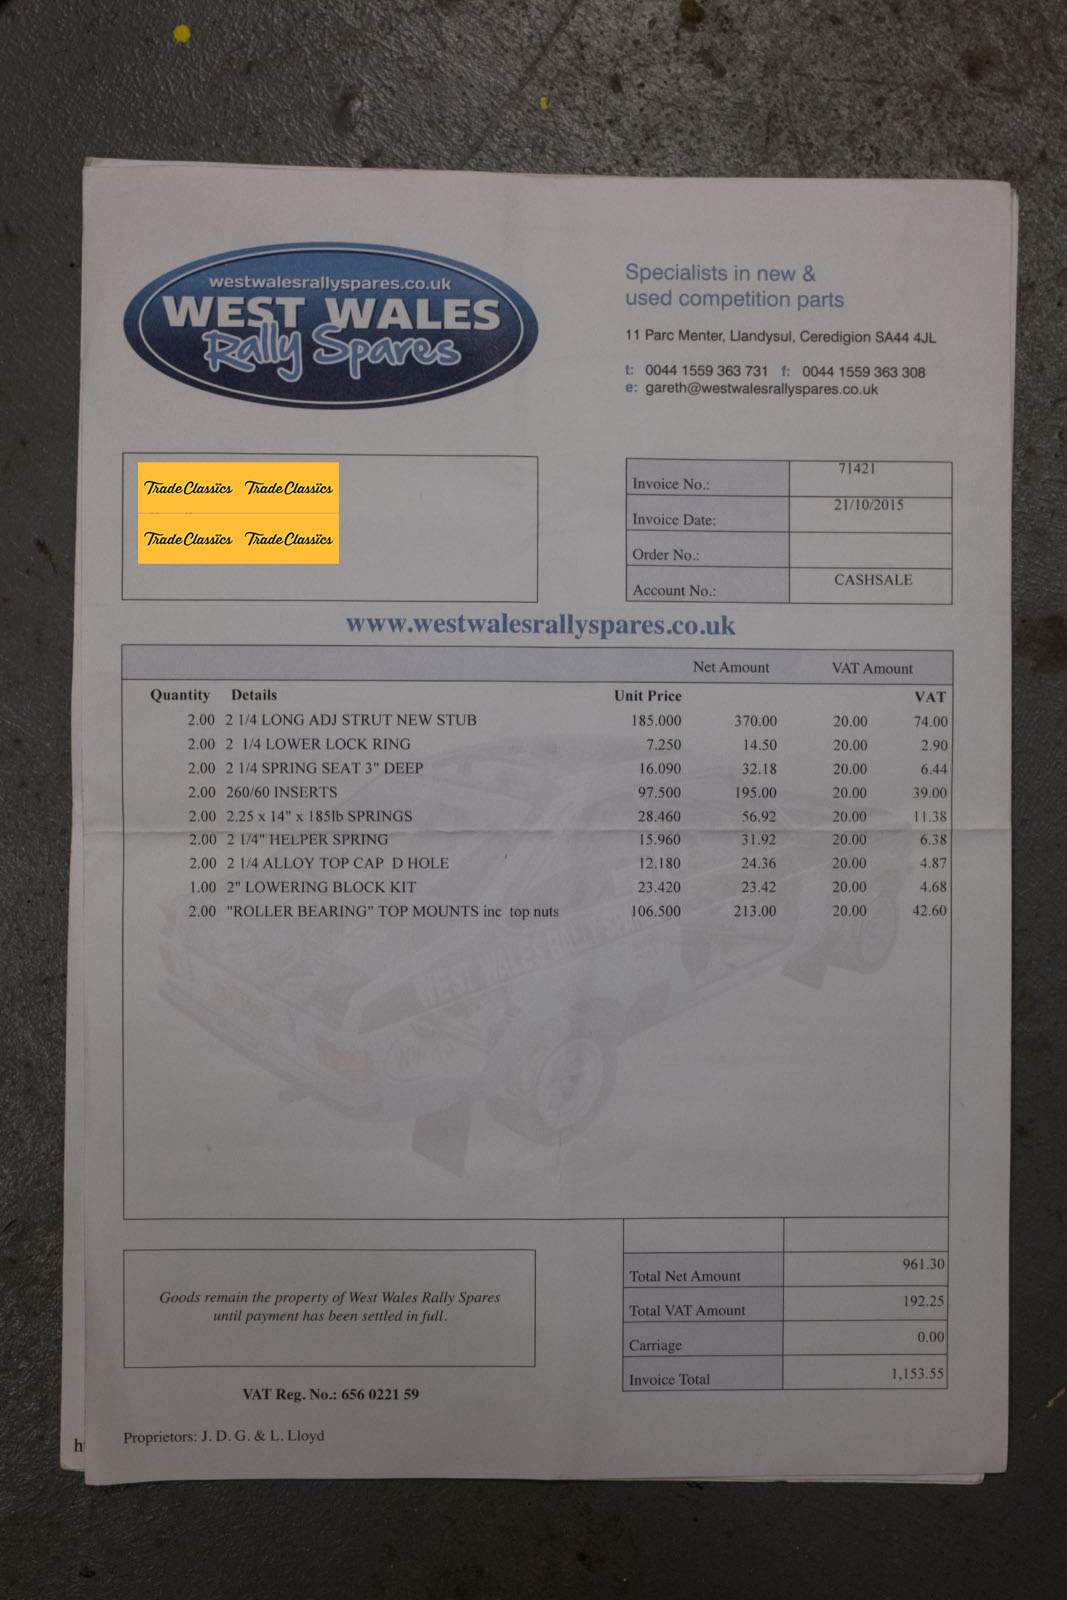 westwalesrallyspares.co.uk
WEST WALES
Rally Spares
Specialists in new &
used competition parts
11 Parc Menter, Llandysul, Ceredigion SA44 4JL
t: 0044 1559 363 731 f: 0044 1559 363 308
e: gareth@westwalesrallyspares.co.uk
TradeClassics TradeClassics
TradeClassics TradeClassics
Invoice No.: 71421
Invoice Date: 21/10/2015
Order No.:
Account No.: CASHSALE
www.westwalesrallyspares.co.uk
Net Amount VAT Amount
Quantity Details Unit Price VAT
2.00 2 1/4 LONG ADJ STRUT NEW STUB 185.000 370.00 20.00 74.00
2.00 2 1/4 LOWER LOCK RING 7.250 14.50 20.00 2.90
2.00 2 1/4 SPRING SEAT 3" DEEP 16.090 32.18 20.00 6.44
2.00 260/60 INSERTS 97.500 195.00 20.00 39.00
2.00 2.25 x 14" x 185lb SPRINGS 28.460 56.92 20.00 11.38
2.00 2 1/4" HELPER SPRING 15.960 31.92 20.00 6.38
2.00 2 1/4 ALLOY TOP CAP D HOLE 12.180 24.36 20.00 4.87
1.00 2" LOWERING BLOCK KIT 23.420 23.42 20.00 4.68
2.00 "ROLLER BEARING" TOP MOUNTS inc top nuts 106.500 213.00 20.00 42.60
WEST WALES RALLY
Total Net Amount 961.30
Total VAT Amount 192.25
Carriage 0.00
Invoice Total 1,153.55
Goods remain the property of West Wales Rally Spares
until payment has been settled in full.
VAT Reg. No.: 656 0221 59
Proprietors: J. D. G. & L. Lloyd